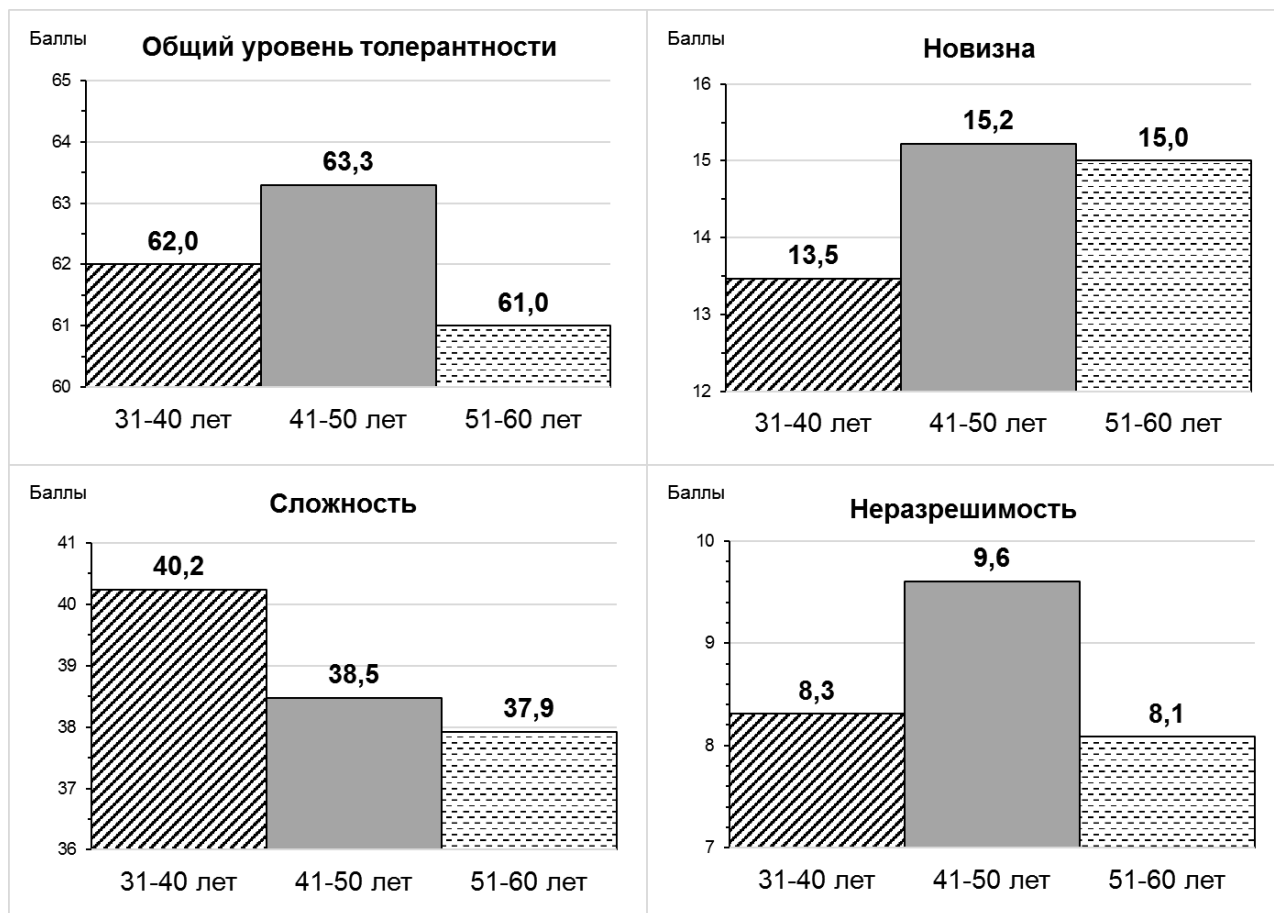 Баллы
Общий уровень толерантности
65
64
63
62
61
60
62,0
63,3
61,0
31-40 лет
41-50 лет
51-60 лет
Баллы
Новизна
16
15
14
13
12
13,5
15,2
15,0
31-40 лет
41-50 лет
51-60 лет
Баллы
Сложность
41
40
39
38
37
36
40,2
38,5
37,9
31-40 лет
41-50 лет
51-60 лет
Баллы
Неразрешимость
10
9
8
7
8,3
9,6
8,1
31-40 лет
41-50 лет
51-60 лет